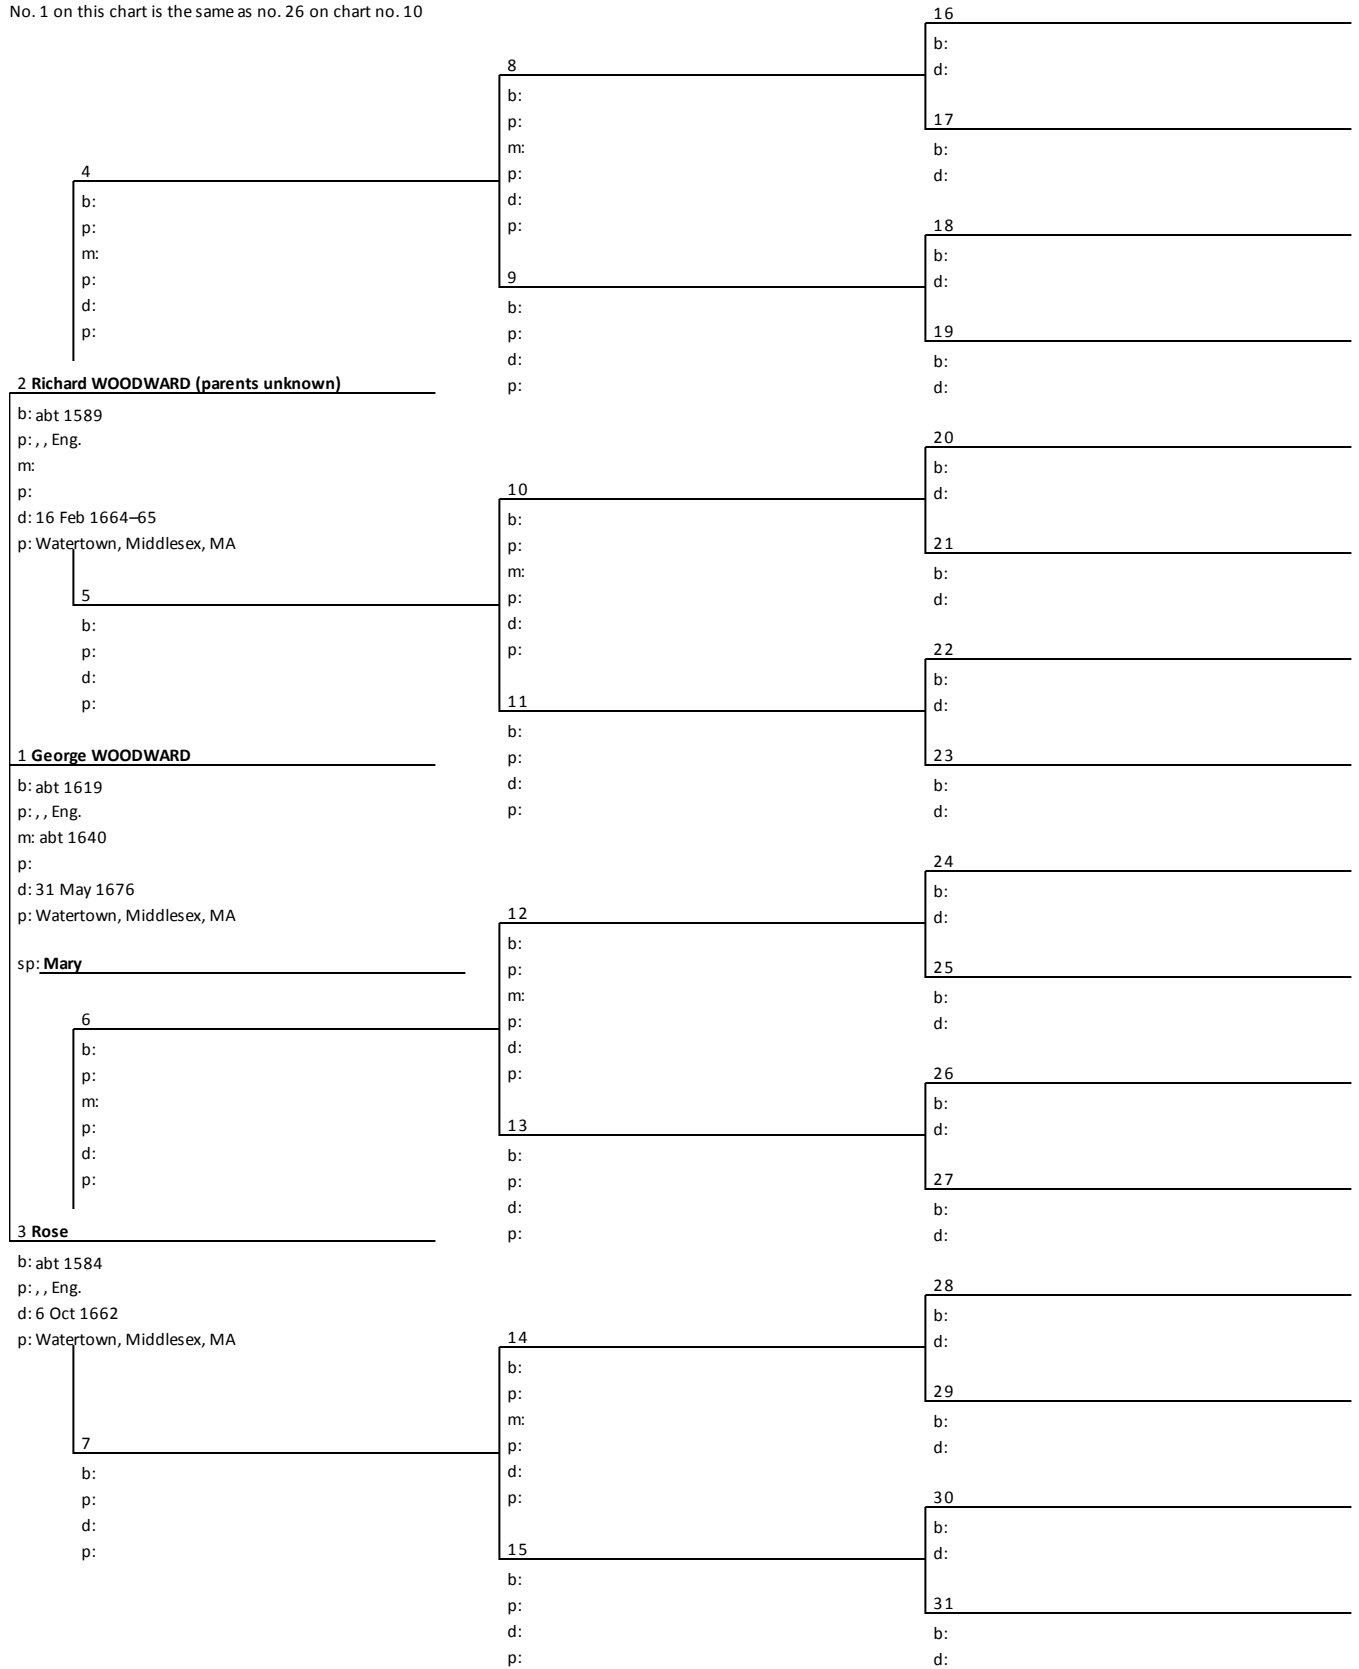 No. 1 on this chart is the same as no. 26 on chart no. 10
4
b:
p:
m:
p:
d:
p:
2 Richard WOODWARD (parents unknown)
b: abt 1589
p: , , Eng.
m:
p:
d: 16 Feb 1664–65
p: Watertown, Middlesex, MA
5
b:
p:
d:
p:
1 George WOODWARD
b: abt 1619
p: , , Eng.
m: abt 1640
p:
d: 31 May 1676
p: Watertown, Middlesex, MA
sp: Mary
6
b:
p:
m:
p:
d:
p:
3 Rose
b: abt 1584
p: , , Eng.
d: 6 Oct 1662
p: Watertown, Middlesex, MA
7
b:
p:
d:
p:
8
b:
p:
m:
p:
d:
p:
9
b:
p:
d:
p:
10
b:
p:
m:
p:
d:
p:
11
b:
p:
d:
p:
12
b:
p:
m:
p:
d:
p:
13
b:
p:
d:
p:
14
b:
p:
m:
p:
d:
p:
15
b:
p:
d:
p:
16
b:
d:
17
b:
d:
18
b:
d:
19
b:
d:
20
b:
d:
21
b:
d:
22
b:
d:
23
b:
d:
24
b:
d:
25
b:
d:
26
b:
d:
27
b:
d:
28
b:
d:
29
b:
d:
30
b:
d:
31
b:
d: